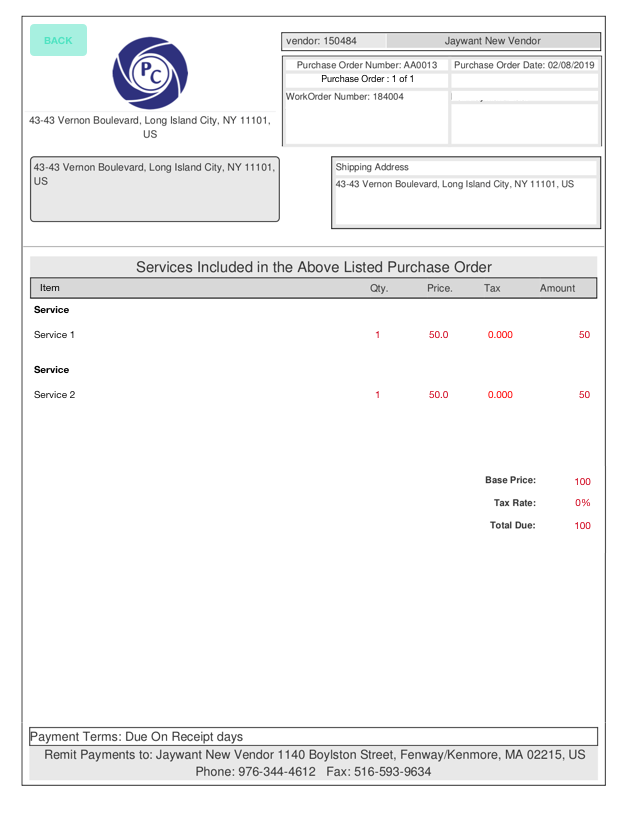 BACK
PC
43-43 Vernon Boulevard, Long Island City, NY 11101,
US
vendor: 150484 Jaywant New Vendor
Purchase Order Number: AA0013 Purchase Order Date: 02/08/2019
Purchase Order : 1 of 1
WorkOrder Number: 184004
43-43 Vernon Boulevard, Long Island City, NY 11101,
US
Shipping Address
43-43 Vernon Boulevard, Long Island City, NY 11101, US
Services Included in the Above Listed Purchase Order
Item Qty. Price. Tax Amount
Service
Service 1 1 50.0 0.000 50
Service
Service 2 1 50.0 0.000 50
Base Price: 100
Tax Rate: 0%
Total Due: 100
Payment Terms: Due On Receipt days
Remit Payments to: Jaywant New Vendor 1140 Boylston Street, Fenway/Kenmore, MA 02215, US
Phone: 976-344-4612 Fax: 516-593-9634